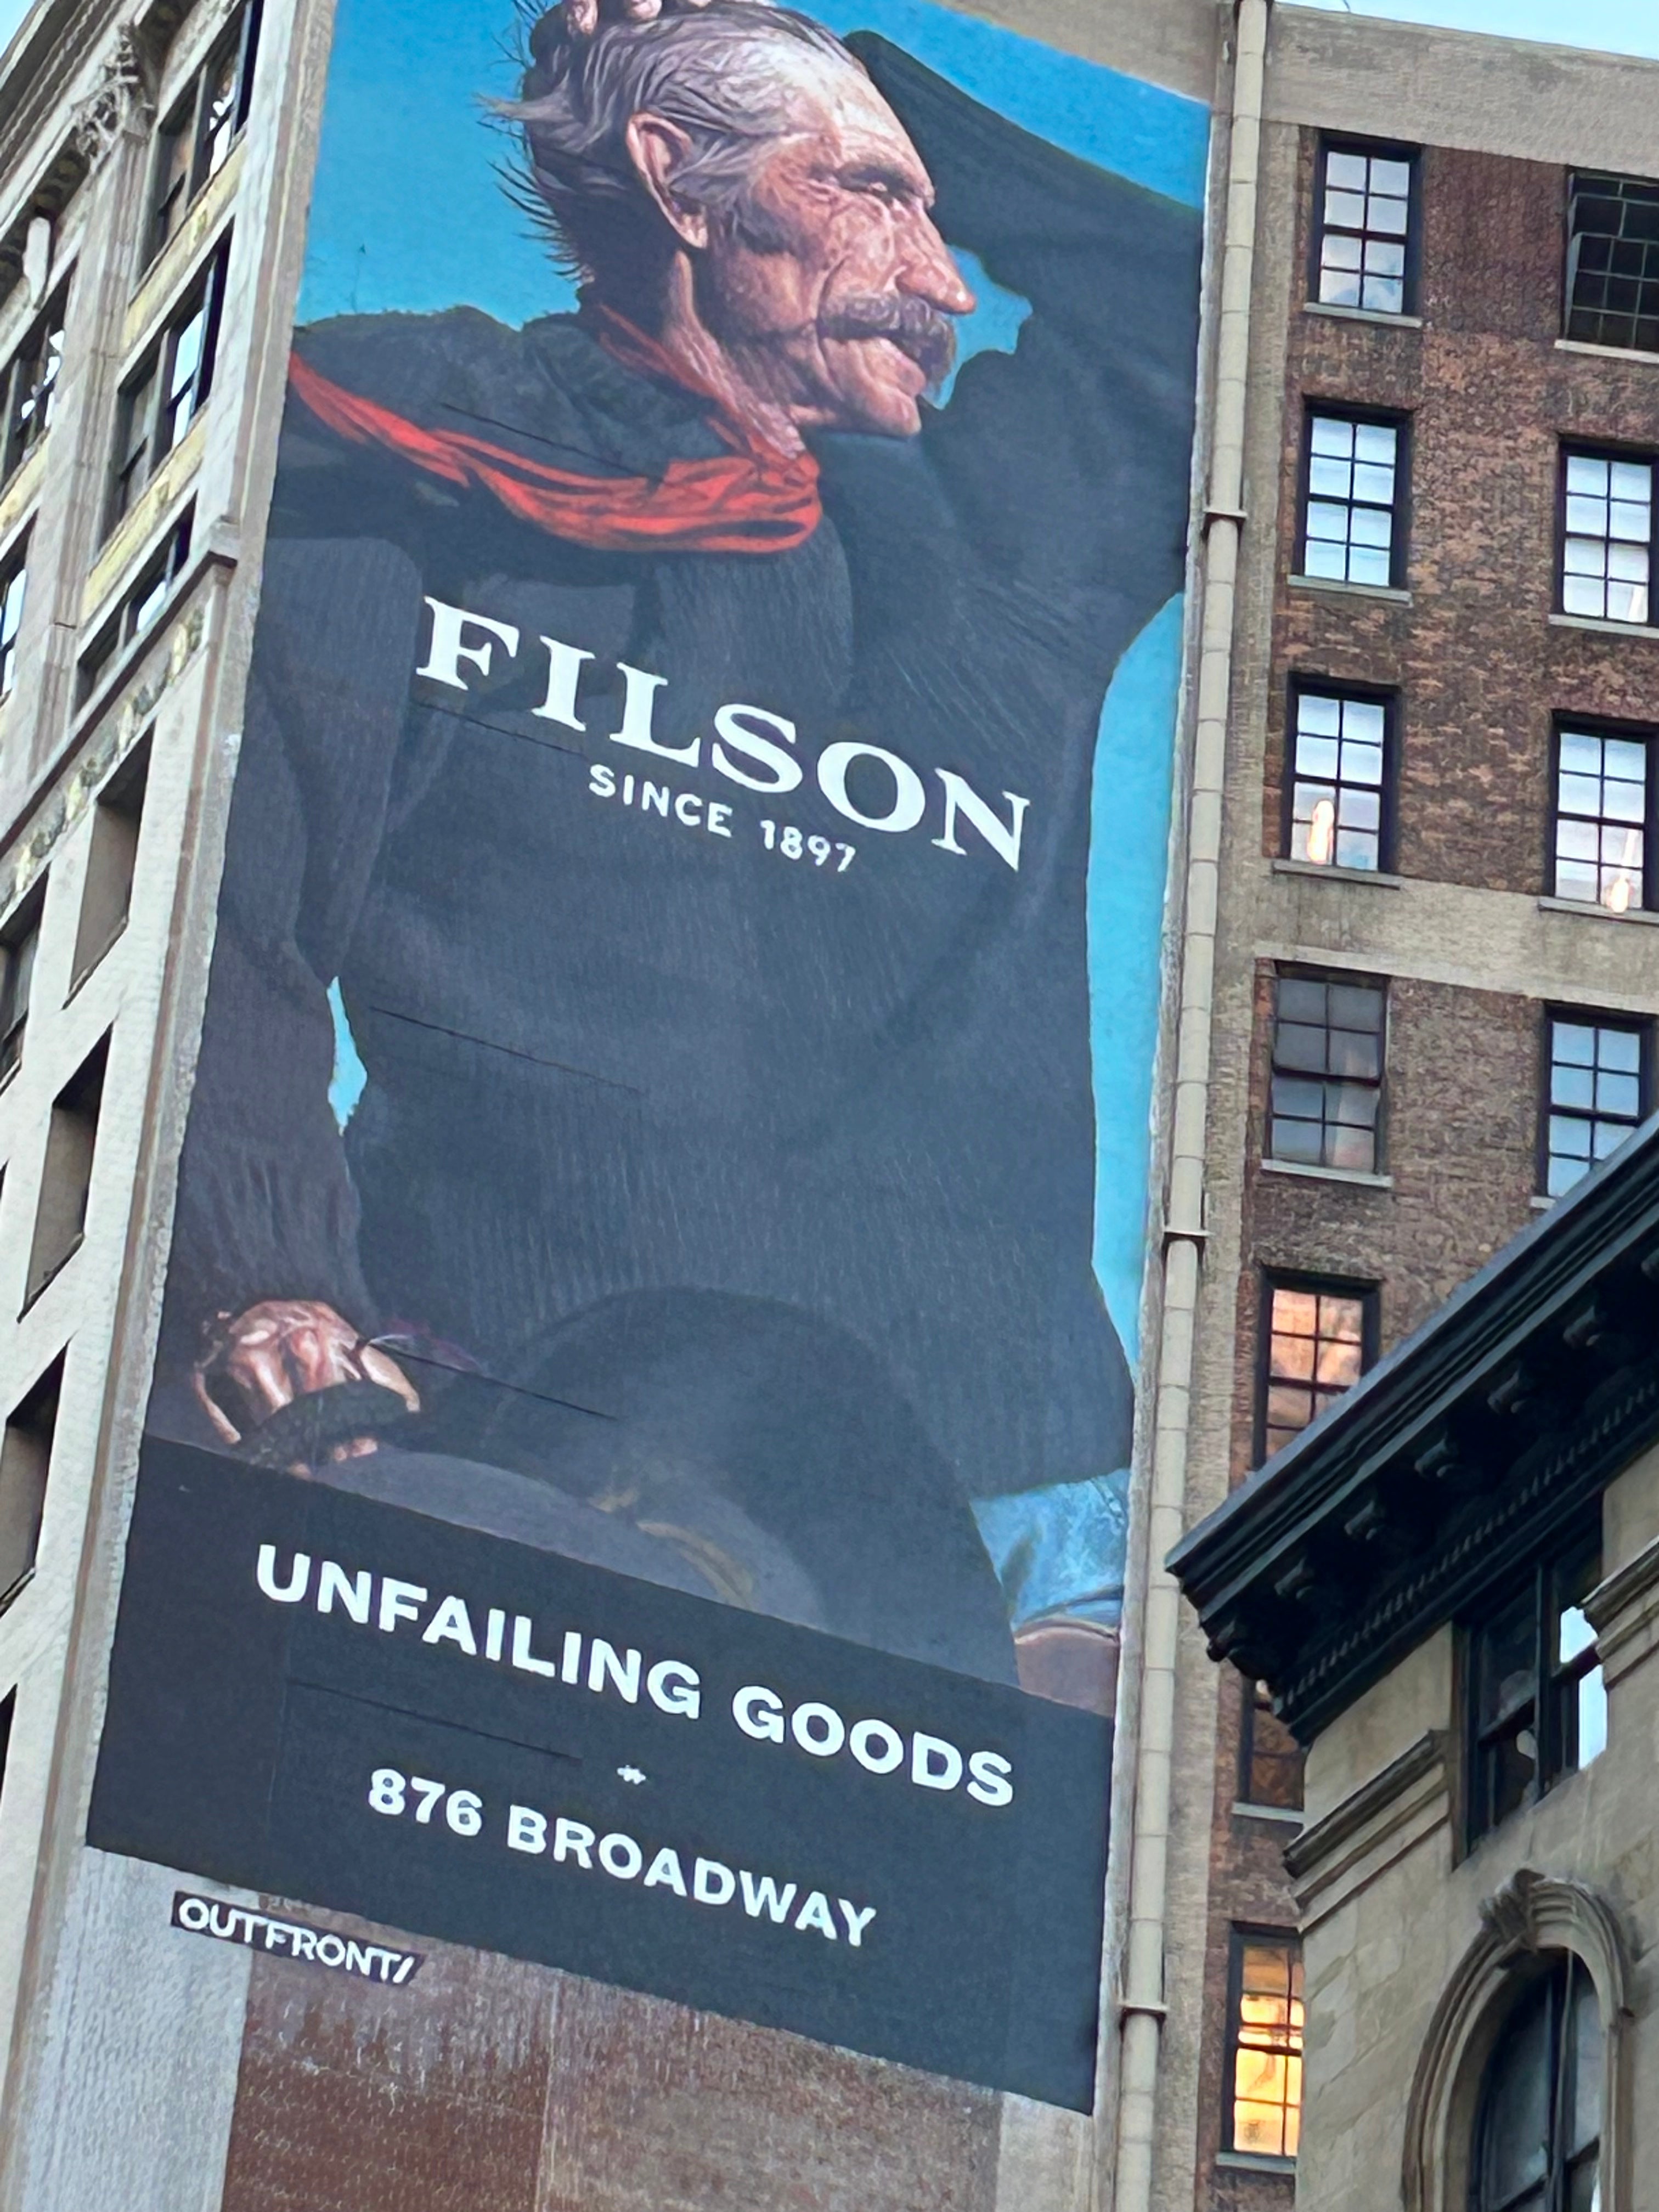 FILSON
SINCE 1897
UNFAILING GOODS
876 BROADWAY
OUTFRONT/